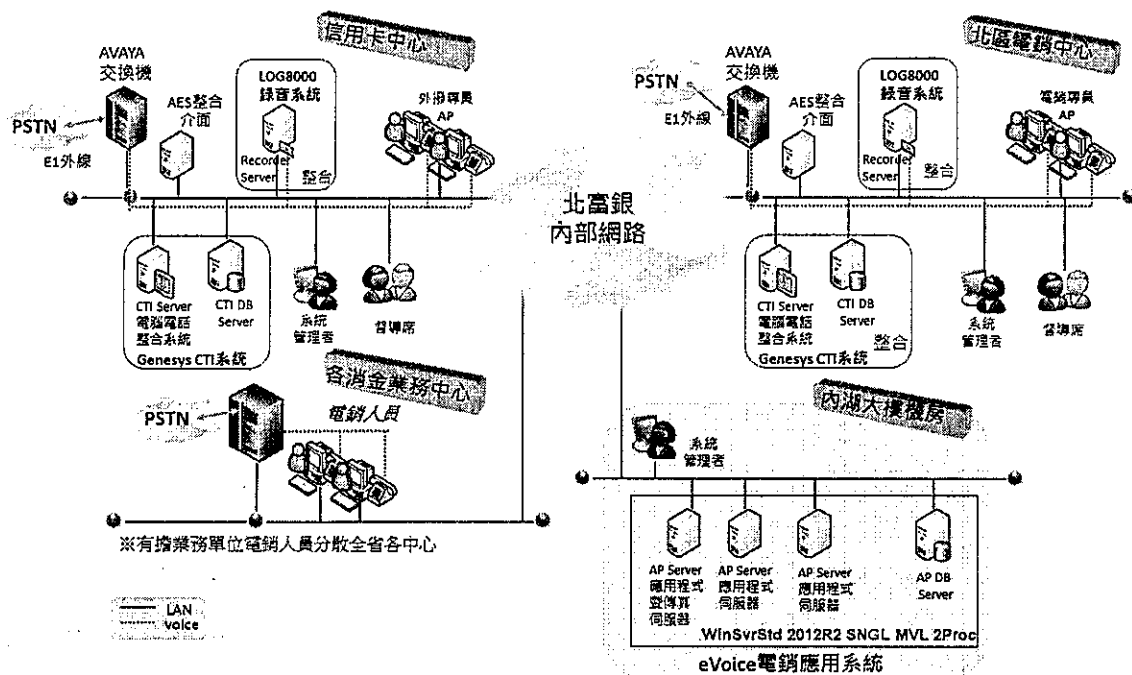 信用卡中心
AVAYA
交換機
PSTN
E1外線
AES整合
介面
LOG8000
錄音系統
Recorder
Server
整合
外撥專員
AP
CTI Server
電腦電話
整合系統
CTI DB
Server
Genesys CTI系統
系統
管理者
督導席
北富銀
內部網路
北區電銷中心
AVAYA
交換機
PSTN
E1外線
AES整合
介面
LOG8000
錄音系統
Recorder
Server
整合
電銷專員
AP
CTI Server
電腦電話
整合系統
CTI DB
Server
整合
Genesys CTI系統
系統
管理者
督導席
各消金業務中心
PSTN
電銷人員
※有擔業務單位電銷人員分散全省各中心
LAN
voice
內湖大樓機房
系統
管理者
AP Server
應用程式
暨傳真
伺服器
AP Server
應用程式
伺服器
AP Server
應用程式
伺服器
AP DB
Server
WinSvrStd 2012R2 SNGL MVL 2Proc
eVoice電銷應用系統